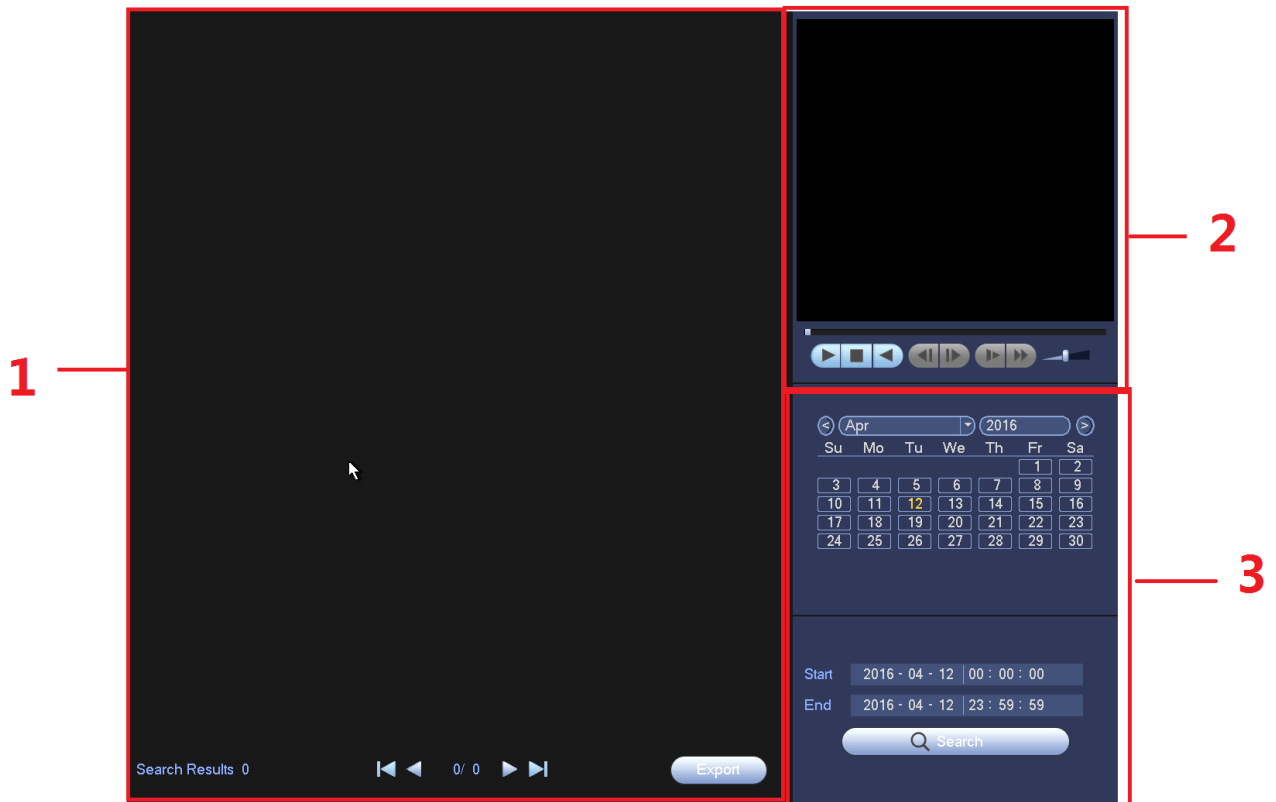 1
Search Results 0
0/ 0
Export
2
Apr 2016
Su Mo Tu We Th Fr Sa
1 2
3 4 5 6 7 8 9
10 11 12 13 14 15 16
17 18 19 20 21 22 23
24 25 26 27 28 29 30
3
Start 2016 - 04 - 12 00 : 00 : 00
End 2016 - 04 - 12 23 : 59 : 59
Search